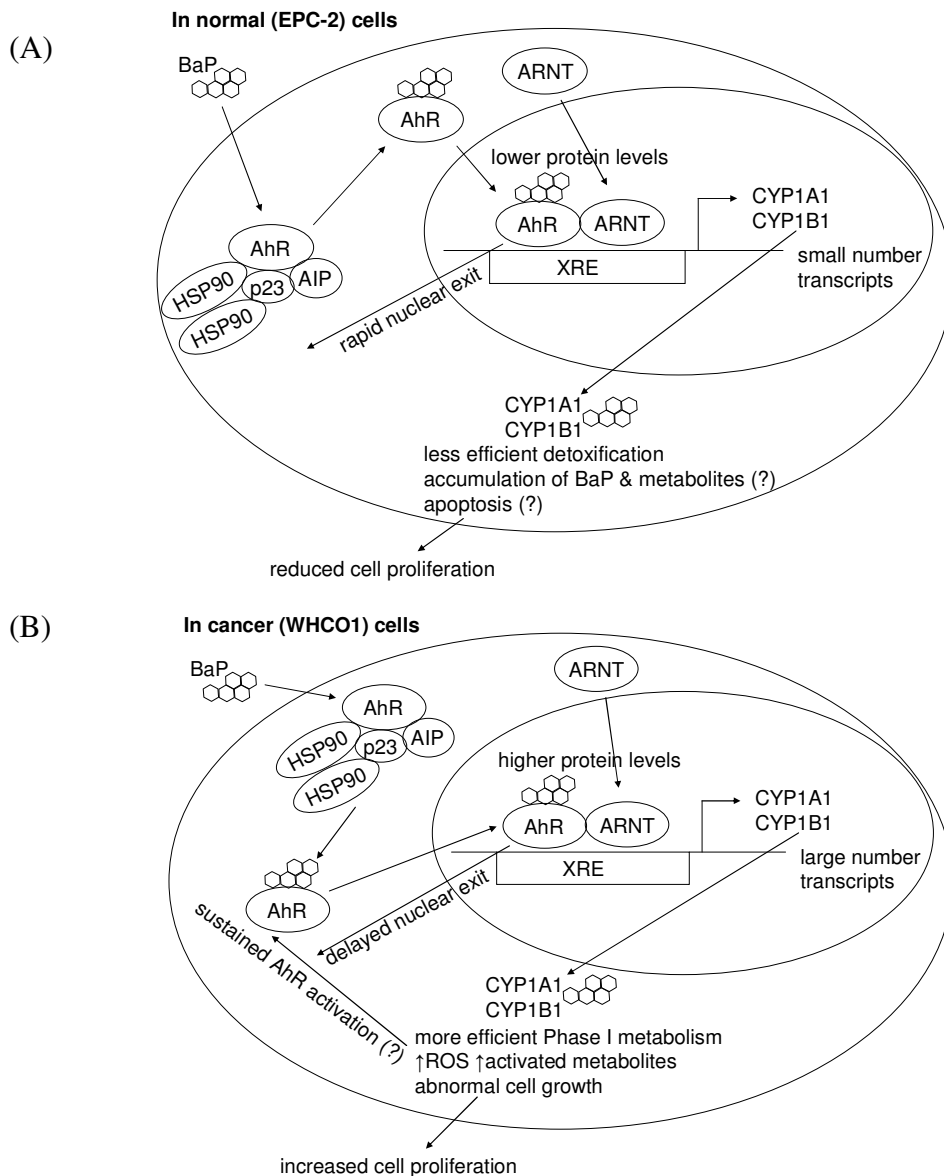 In normal (EPC-2) cells
(A)
BaP
ARNT
AhR
lower protein levels
AhR
ARNT
CYP1A1
CYP1B1
AhR
HSP90
p23
AIP
HSP90
XRE
small number
transcripts
rapid nuclear exit
CYP1A1
CYP1B1
less efficient detoxification
accumulation of BaP & metabolites (?)
apoptosis (?)
reduced cell proliferation
(B)
In cancer (WHCO1) cells
BaP
ARNT
AhR
HSP90
p23
AIP
HSP90
higher protein levels
AhR
ARNT
CYP1A1
CYP1B1
XRE
large number
transcripts
AhR
delayed nuclear exit
sustained AhR activation (?)
CYP1A1
CYP1B1
more efficient Phase I metabolism
↑ROS ↑activated metabolites
abnormal cell growth
increased cell proliferation